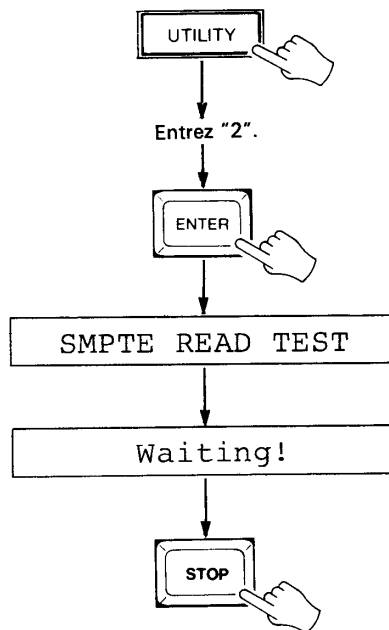 UTILITY
Entrez "2".
ENTER
SMPTE READ TEST
Waiting!
STOP